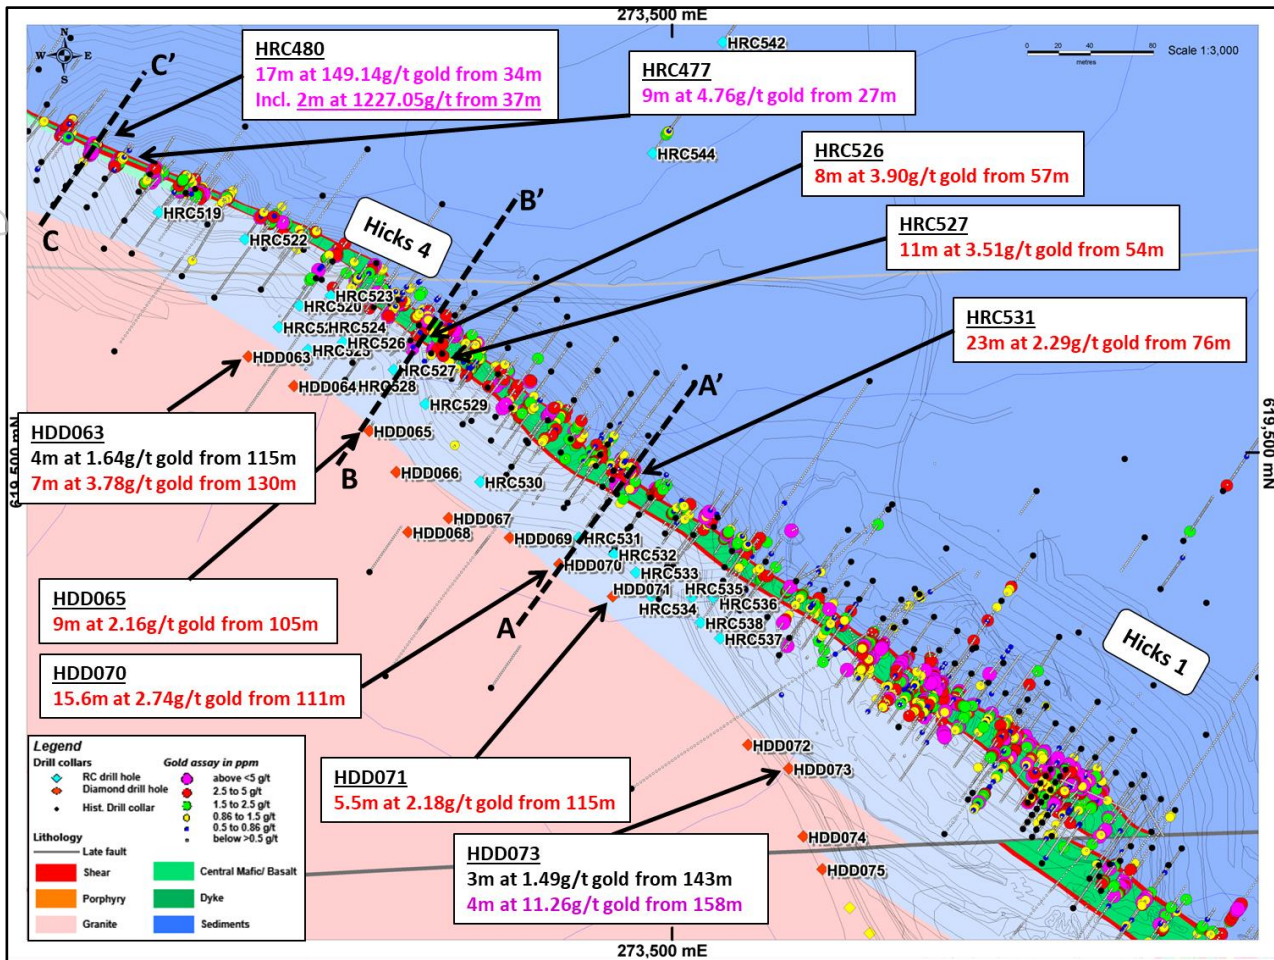 273,500 mE
N
W E
S
C'
HRC480
17m at 149.14g/t gold from 34m
Incl. 2m at 1227.05g/t from 37m
HRC477
9m at 4.76g/t gold from 27m
HRC542
0 20 40 60 80
metres
Scale 1:3,000
HRC544
HRC526
8m at 3.90g/t gold from 57m
B'
HRC519
C
HRC522
Hicks 4
HRC527
11m at 3.51g/t gold from 54m
HRC523
HRC520
HRC524
HRC526
HRC525
HDD063
HRC527
HDD064
HRC528
HRC531
23m at 2.29g/t gold from 76m
A'
HRC529
HDD065
619,500 mN
619,500 mN
HDD063
4m at 1.64g/t gold from 115m
7m at 3.78g/t gold from 130m
B
HDD066
HRC530
HDD067
HDD068
HDD069
HRC531
HRC532
HDD070
HRC533
HDD071
HRC535
HRC534
HRC536
HRC538
HRC537
A
HDD065
9m at 2.16g/t gold from 105m
Hicks 1
HDD070
15.6m at 2.74g/t gold from 111m
HDD072
HDD073
HDD071
5.5m at 2.18g/t gold from 115m
HDD074
HDD075
HDD073
3m at 1.49g/t gold from 143m
4m at 11.26g/t gold from 158m
Legend
Drill collars
RC drill hole
Diamond drill hole
Hist. Drill collar
Gold assay in ppm
above <5 g/t
2.5 to 5 g/t
1.5 to 2.5 g/t
0.86 to 1.5 g/t
0.5 to 0.86 g/t
below >0.5 g/t
Lithology
Late fault
Shear
Central Mafic/ Basalt
Porphyry
Dyke
Granite
Sediments
273,500 mE